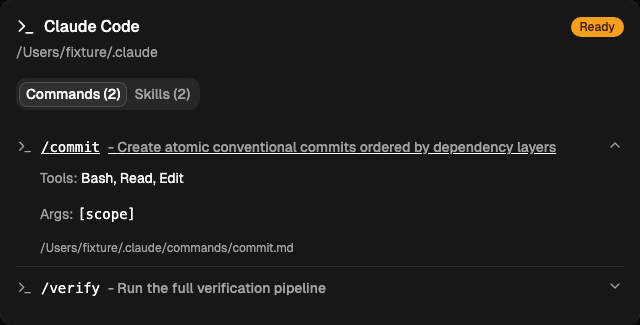 >_ Claude Code
Ready
/Users/fixture/.claude
Commands (2) Skills (2)
>_ /commit - Create atomic conventional commits ordered by dependency layers
Tools: Bash, Read, Edit
Args: [scope]
/Users/fixture/.claude/commands/commit.md
>_ /verify - Run the full verification pipeline